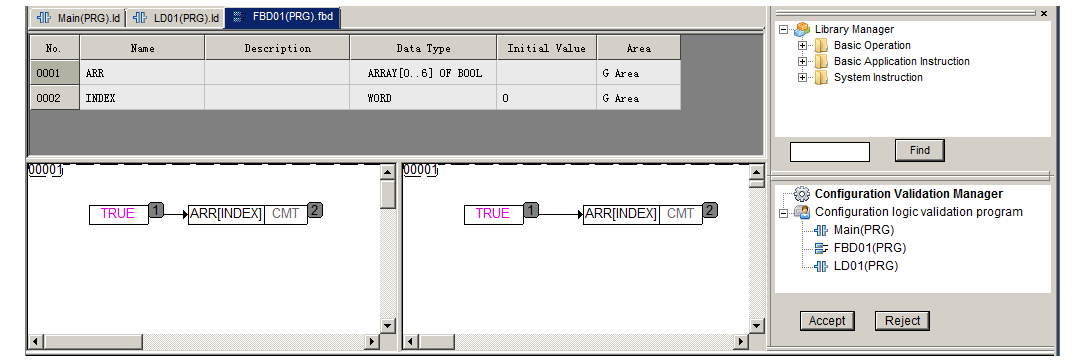 Main(PRG).ld LD01(PRG).ld FBD01(PRG).fbd
No. Name Description Data Type Initial Value Area
0001 ARR ARRAY[0..6] OF BOOL G Area
0002 INDEX WORD 0 G Area
00001
TRUE 1 ARR[INDEX] CMT 2
00001
TRUE 1 ARR[INDEX] CMT 2
Library Manager
Basic Operation
Basic Application Instruction
System Instruction
Find
Configuration Validation Manager
Configuration logic validation program
Main(PRG)
FBD01(PRG)
LD01(PRG)
Accept Reject